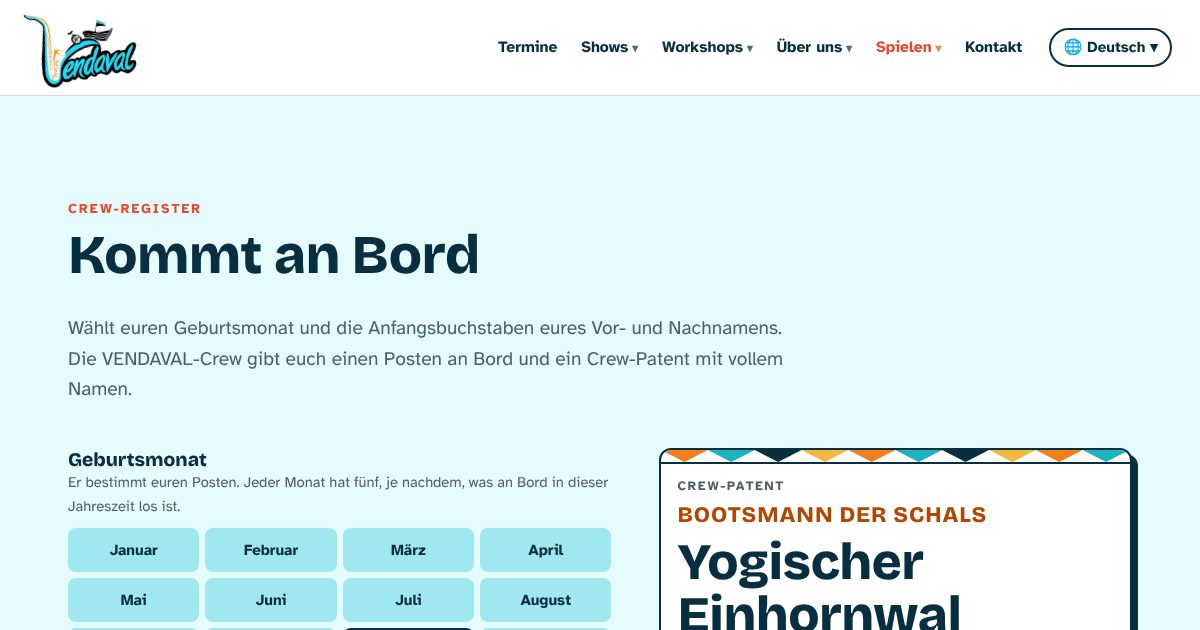 Vendaval
Termine Shows ▾ Workshops ▾ Über uns ▾ Spielen ▾ Kontakt 🌐 Deutsch ▾
CREW-REGISTER
Kommt an Bord
Wählt euren Geburtsmonat und die Anfangsbuchstaben eures Vor- und Nachnamens.
Die VENDAVAL-Crew gibt euch einen Posten an Bord und ein Crew-Patent mit vollem
Namen.
Geburtsmonat
Er bestimmt euren Posten. Jeder Monat hat fünf, je nachdem, was an Bord in dieser
Jahreszeit los ist.
Januar Februar März April
Mai Juni Juli August
CREW-PATENT
BOOTSMANN DER SCHALS
Yogischer
Einhornwal